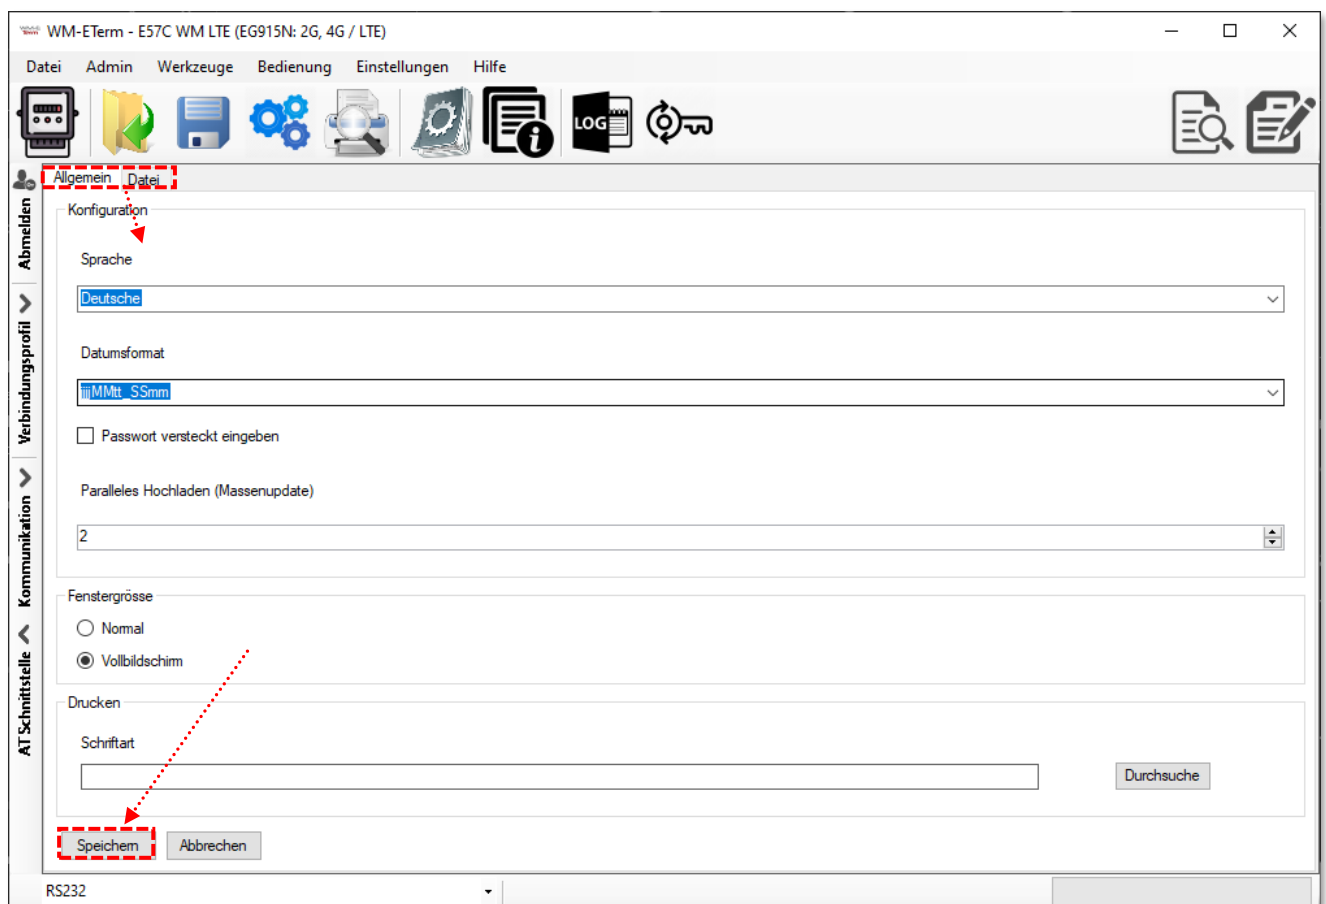 WM-ETerm - E57C WM LTE (EG915N: 2G, 4G / LTE)
Datei Admin Werkzeuge Bedienung Einstellungen Hilfe
LOG
Allgemein Datei
Abmelden
Verbindungsprofil
Kommunikation
AT Schnittstelle
Konfiguration
Sprache
Deutsche
Datumsformat
jjjjMMtt_SSmm
Passwort versteckt eingeben
Paralleles Hochladen (Massenupdate)
2
Fenstergrösse
Normal
Vollbildschirm
Drucken
Schriftart
Durchsuche
Speichern Abbrechen
RS232